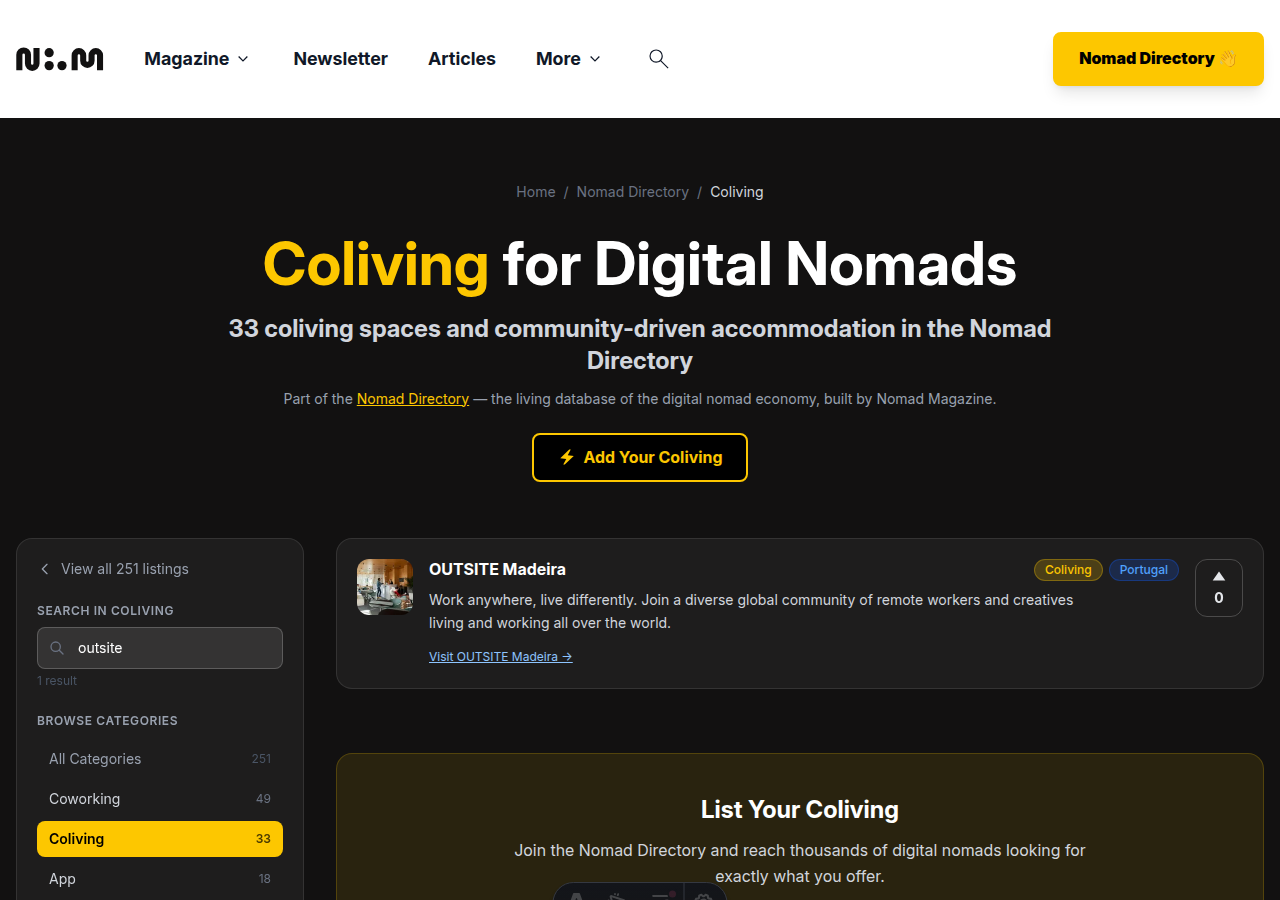 N:.M
Magazine
Newsletter
Articles
More
Nomad Directory 👋
Home / Nomad Directory / Coliving
Coliving for Digital Nomads
33 coliving spaces and community-driven accommodation in the Nomad
Directory
Part of the Nomad Directory — the living database of the digital nomad economy, built by Nomad Magazine.
⚡ Add Your Coliving
View all 251 listings
SEARCH IN COLIVING
outsite
1 result
BROWSE CATEGORIES
All Categories 251
Coworking 49
Coliving 33
App 18
OUTSITE Madeira
Coliving
Portugal
▲
0
Work anywhere, live differently. Join a diverse global community of remote workers and creatives
living and working all over the world.
Visit OUTSITE Madeira →
List Your Coliving
Join the Nomad Directory and reach thousands of digital nomads looking for
exactly what you offer.